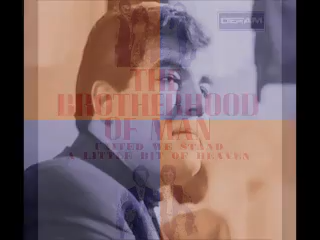 DERAM
THE
BROTHERHOOD
OF MAN
UNITED WE STAND
A LITTLE BIT OF HEAVEN